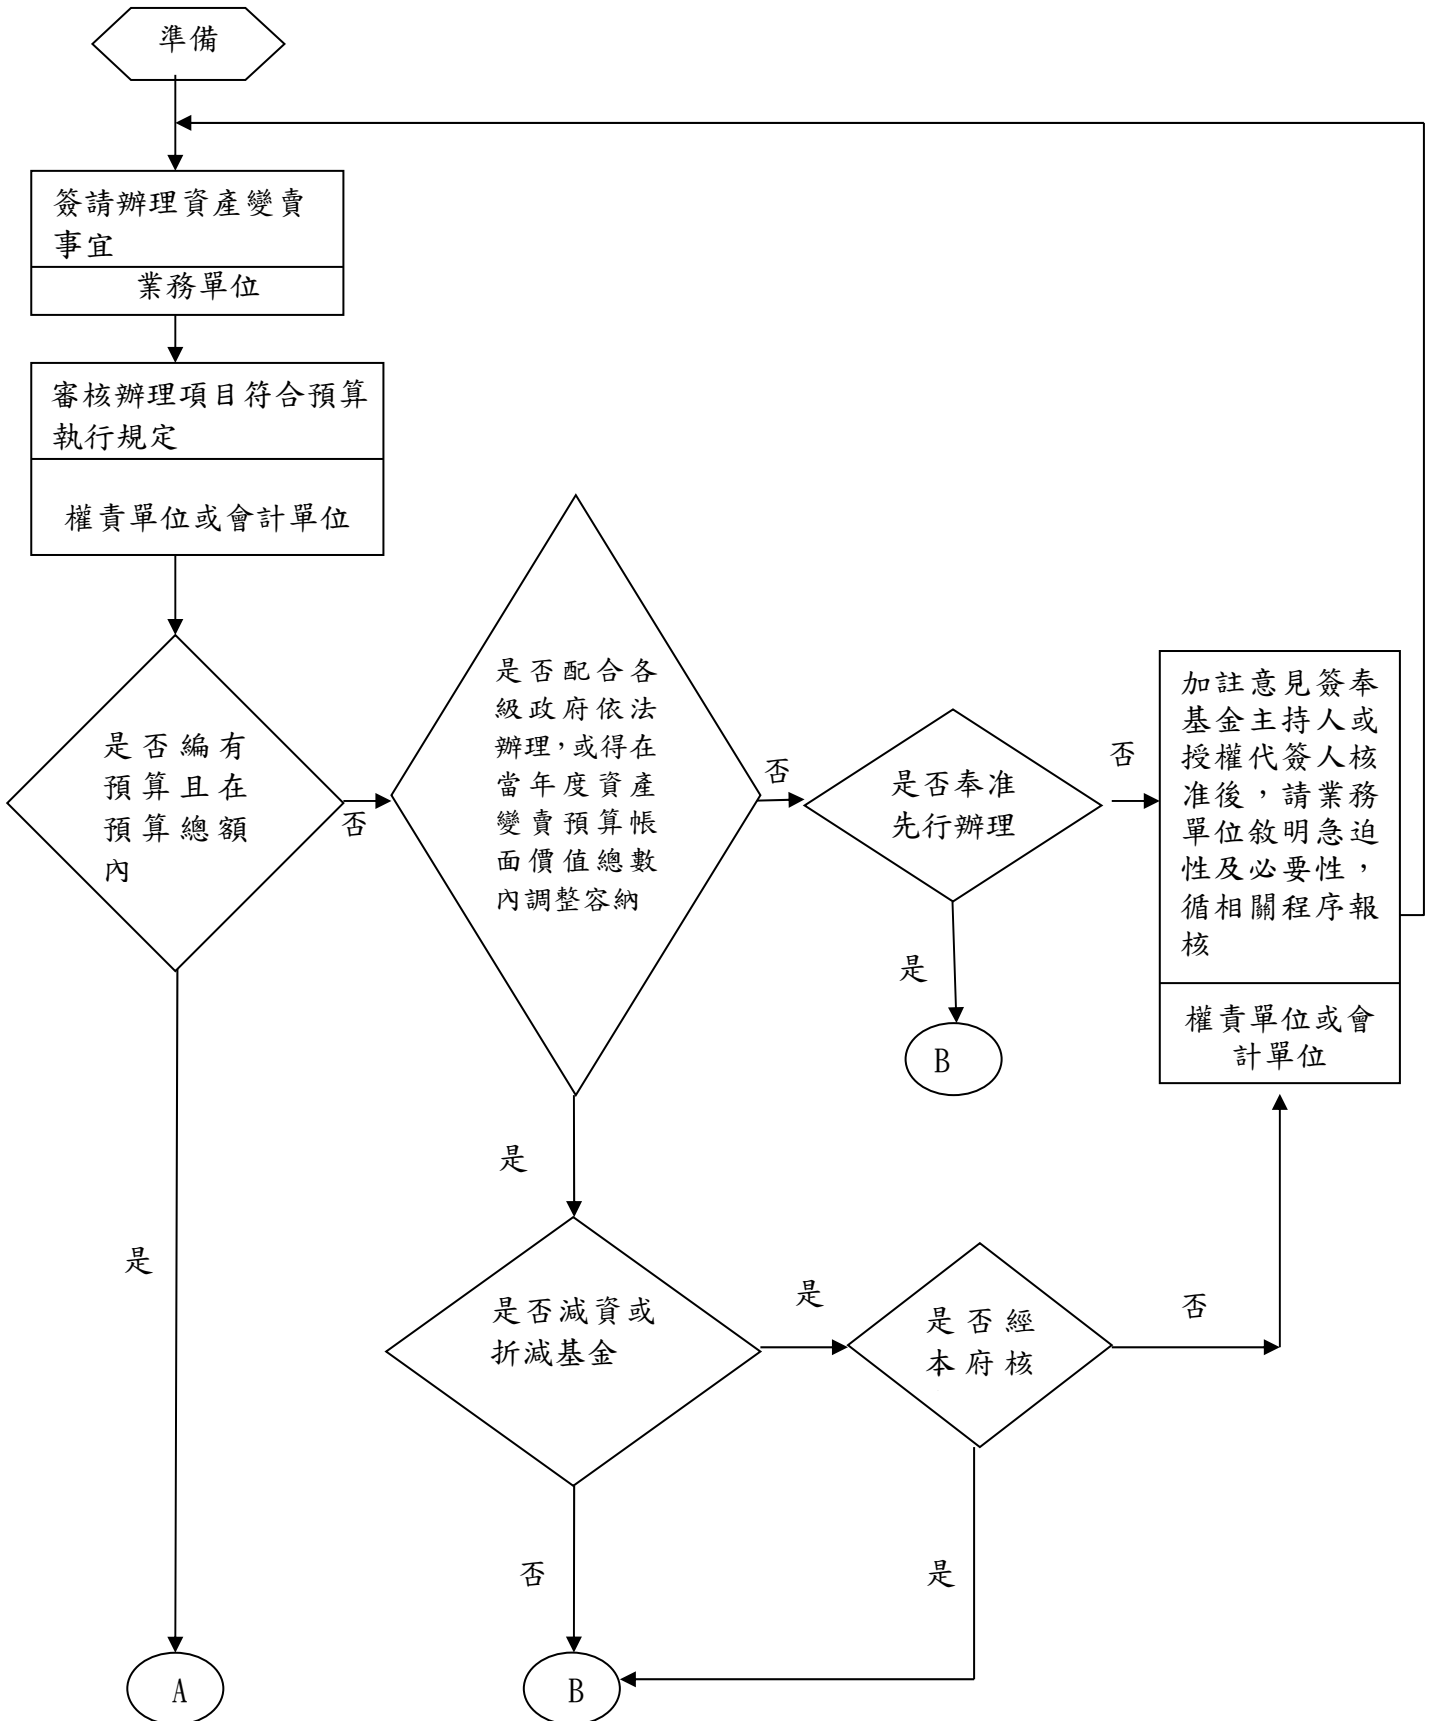 準備
簽請辦理資產變賣
事宜
業務單位
審核辦理項目符合預算
執行規定
權責單位或會計單位
是否編有
預算且在
預算總額
內
否
是
A
是否配合各
級政府依法
辦理，或得在
當年度資產
變賣預算帳
面價值總數
內調整容納
否
是
是否奉准
先行辦理
否
是
B
加註意見簽奉
基金主持人或
授權代簽人核
准後，請業務
單位敘明急迫
性及必要性，
循相關程序報
核
權責單位或會
計單位
是否減資或
折減基金
是
否
B
是否經
本府核
否
是